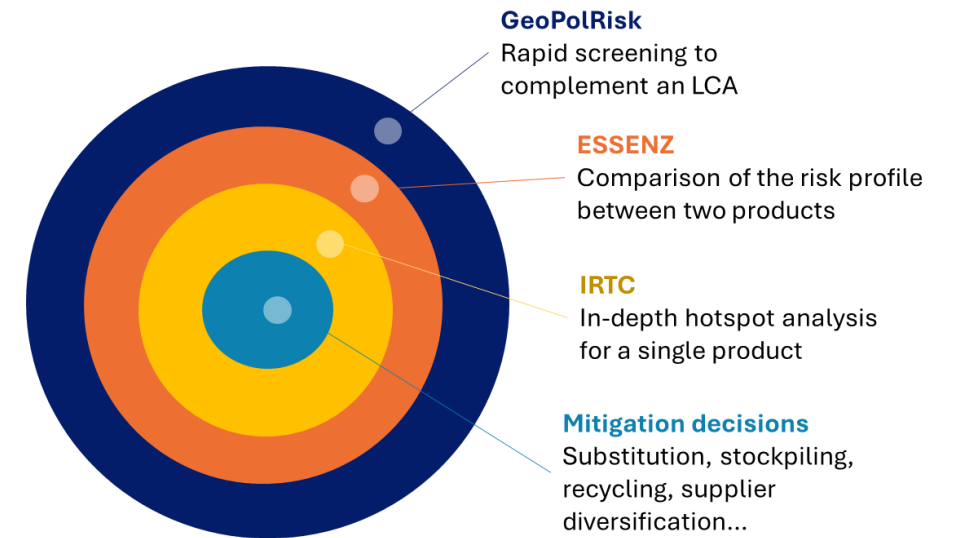 GeoPolRisk
Rapid screening to
complement an LCA
ESSENZ
Comparison of the risk profile
between two products
IRTC
In-depth hotspot analysis
for a single product
Mitigation decisions
Substitution, stockpiling,
recycling, supplier
diversification...